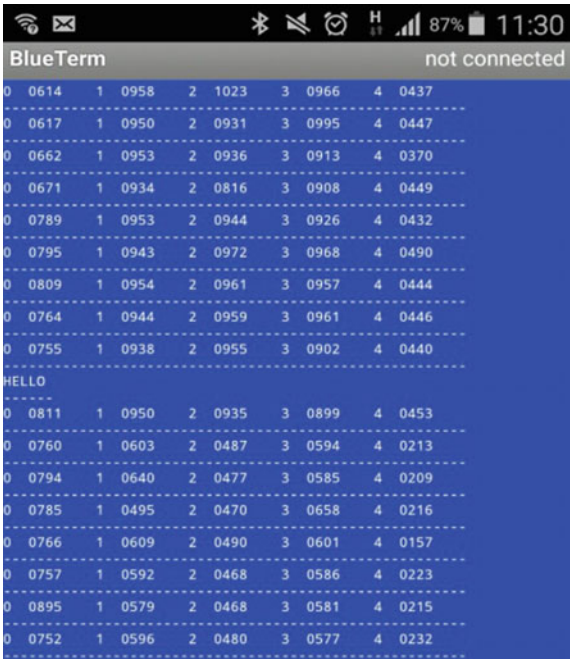 H 87% 11:30
BlueTerm not connected
0 0614 1 0958 2 1023 3 0966 4 0437
0 0617 1 0950 2 0931 3 0995 4 0447
0 0662 1 0953 2 0936 3 0913 4 0370
0 0671 1 0934 2 0816 3 0908 4 0449
0 0789 1 0953 2 0944 3 0926 4 0432
0 0795 1 0943 2 0972 3 0968 4 0490
0 0809 1 0954 2 0961 3 0957 4 0444
0 0764 1 0944 2 0959 3 0961 4 0446
0 0755 1 0938 2 0955 3 0902 4 0440
HELLO
0 0811 1 0950 2 0935 3 0899 4 0453
0 0760 1 0603 2 0487 3 0594 4 0213
0 0794 1 0640 2 0477 3 0585 4 0209
0 0785 1 0495 2 0470 3 0658 4 0216
0 0766 1 0609 2 0490 3 0601 4 0157
0 0757 1 0592 2 0468 3 0586 4 0223
0 0895 1 0579 2 0468 3 0581 4 0215
0 0752 1 0596 2 0480 3 0577 4 0232